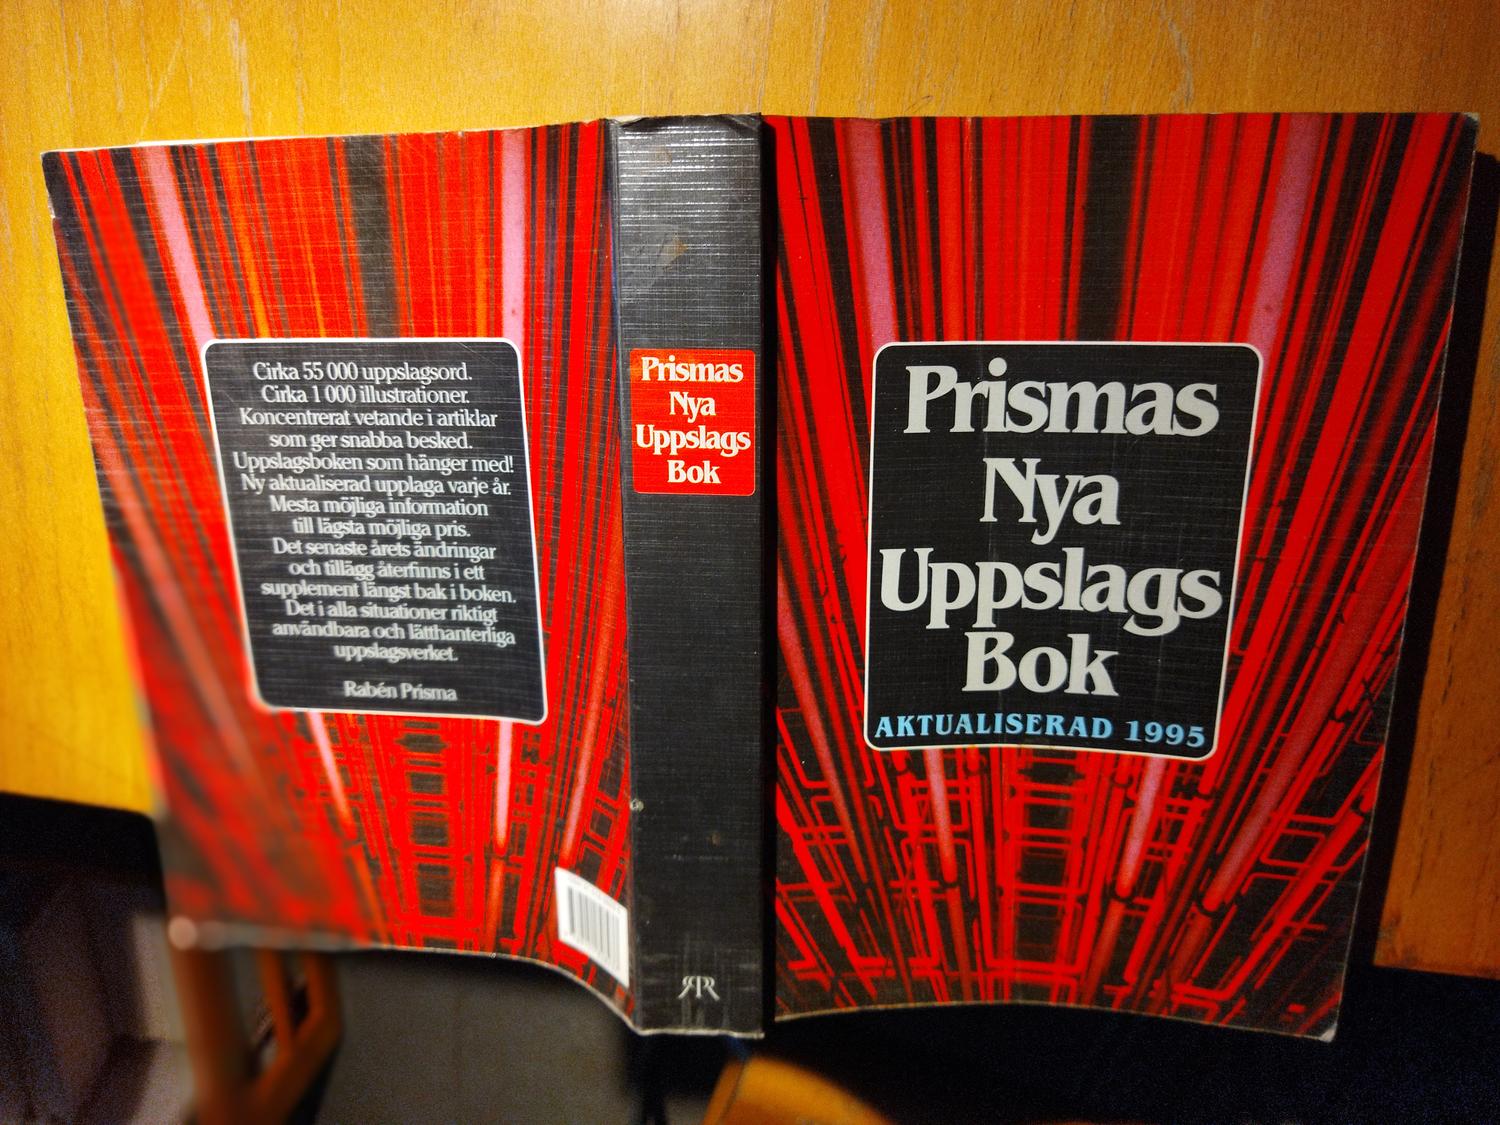 Cirka 55 000 uppslagsord.
Cirka 1 000 illustrationer.
Koncentrerat vetande i artiklar
som ger snabba besked.
Uppslagsboken som hänger med!
Ny aktualiserad upplaga varje år.
Mesta möjliga information
till lägsta möjliga pris.
Det senaste årets ändringar
och tillägg återfinns i ett
supplement längst bak i boken.
Det i alla situationer riktigt
användbara och lätthanterliga
uppslagsverket.
Rabén Prisma
Prismas
Nya
Uppslags
Bok
Prismas
Nya
Uppslags
Bok
AKTUALISERAD 1995